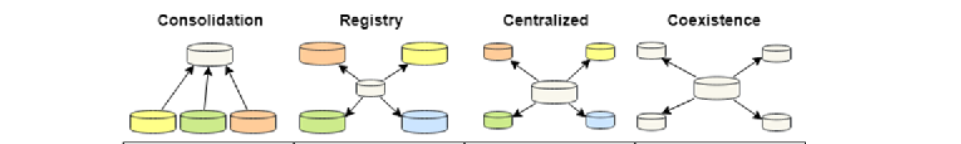 Consolidation
Registry
Centralized
Coexistence